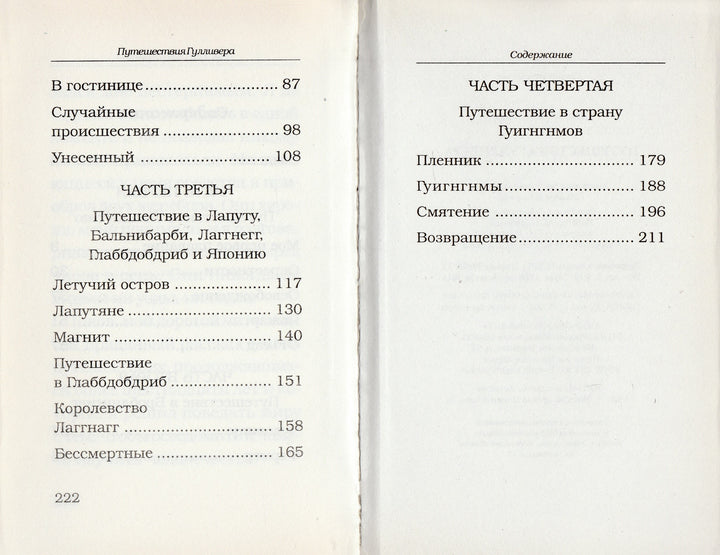 Путешествия Гулливера
В гостинице ............................ 87
Случайные
происшествия ........................ 98
Унесенный ........................... 108
ЧАСТЬ ТРЕТЬЯ
Путешествие в Лапуту,
Бальнибарби, Лаггнегг,
Глаббдобдриб и Японию
Летучий остров .................... 117
Лапутяне .............................. 130
Магнит ................................. 140
Путешествие
в Глаббдобдриб ..................... 151
Королевство
Лаггнагг ................................ 158
Бессмертные ......................... 165
222
Содержание
ЧАСТЬ ЧЕТВЕРТАЯ
Путешествие в страну
Гуигнгнмов
Пленник ................................ 179
Гуигнгнмы ............................. 188
Смятение .............................. 196
Возвращение ......................... 211